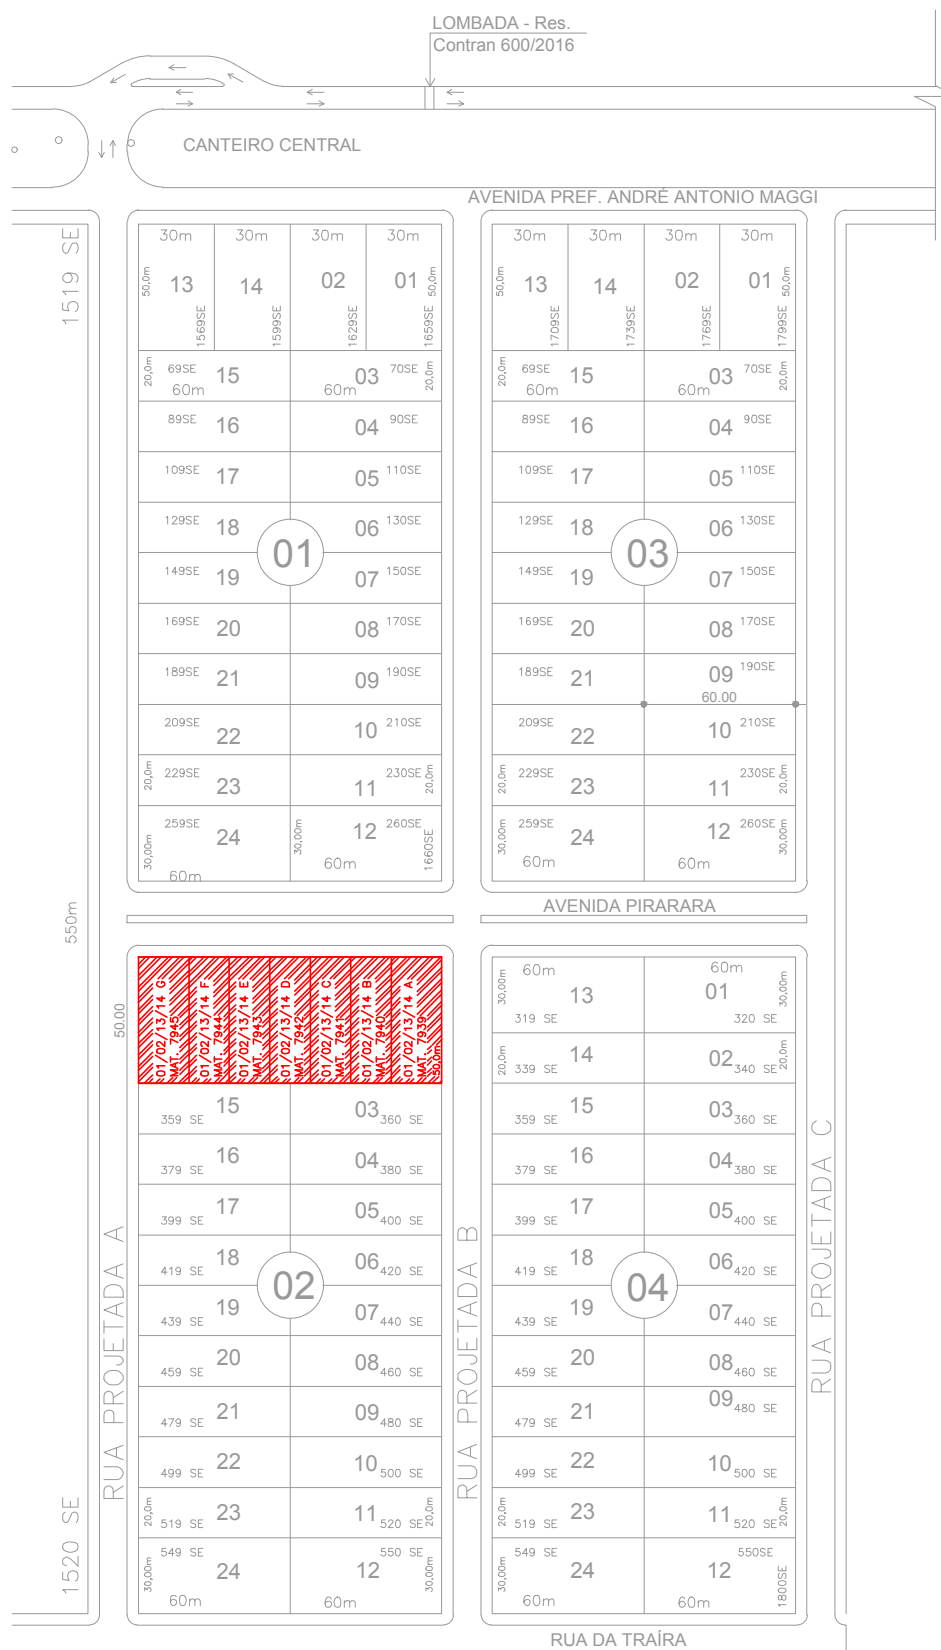 LOMBADA - Res.
Contran 600/2016
CANTEIRO CENTRAL
AVENIDA PREF. ANDRÉ ANTONIO MAGGI
1519 SE
30m 30m 30m 30m
50,0m 13 14 02 01 50,0m
1569SE 1599SE 1629SE 1659SE
20,0m 69SE 15 03 70SE 20,0m
60m 60m
89SE 16 04 90SE
109SE 17 05 110SE
129SE 18 06 130SE
01
149SE 19 07 150SE
169SE 20 08 170SE
189SE 21 09 190SE
209SE 22 10 210SE
20,0m 229SE 23 11 230SE 20,0m
30,00m 259SE 24 30,00m 12 260SE 1660SE
60m 60m
30m 30m 30m 30m
50,0m 13 14 02 01 50,0m
1709SE 1739SE 1769SE 1799SE
20,0m 69SE 15 03 70SE 20,0m
60m 60m
89SE 16 04 90SE
109SE 17 05 110SE
129SE 18 06 130SE
03
149SE 19 07 150SE
169SE 20 08 170SE
189SE 21 09 190SE
60.00
209SE 22 10 210SE
20,0m 229SE 23 11 230SE 20,0m
30,00m 259SE 24 12 260SE 30,00m
60m 60m
AVENIDA PIRARARA
550m
50.00
01/02/13/14 G
MAT. 7945
01/02/13/14 F
MAT. 7944
01/02/13/14 E
MAT. 7943
01/02/13/14 D
MAT. 7942
01/02/13/14 C
MAT. 7941
01/02/13/14 B
MAT. 7940
01/02/13/14 A
MAT. 7939
50,0m
359 SE 15 03 360 SE
379 SE 16 04 380 SE
399 SE 17 05 400 SE
419 SE 18 06 420 SE
02
439 SE 19 07 440 SE
459 SE 20 08 460 SE
479 SE 21 09 480 SE
499 SE 22 10 500 SE
20,0m 519 SE 23 11 520 SE 20,0m
549 SE 550 SE
30,00m 24 12 30,00m
60m 60m
60m 60m
30,00m 13 01 30,00m
319 SE 320 SE
20,0m 339 SE 14 02 340 SE 20,0m
359 SE 15 03 360 SE
379 SE 16 04 380 SE
399 SE 17 05 400 SE
419 SE 18 06 420 SE
04
439 SE 19 07 440 SE
459 SE 20 08 460 SE
479 SE 21 09 480 SE
499 SE 22 10 500 SE
20,0m 519 SE 23 11 520 SE 20,0m
549 SE 550SE
30,00m 24 12 1800SE
60m 60m
RUA PROJETADA A
RUA PROJETADA B
RUA PROJETADA C
1520 SE
RUA DA TRAÍRA